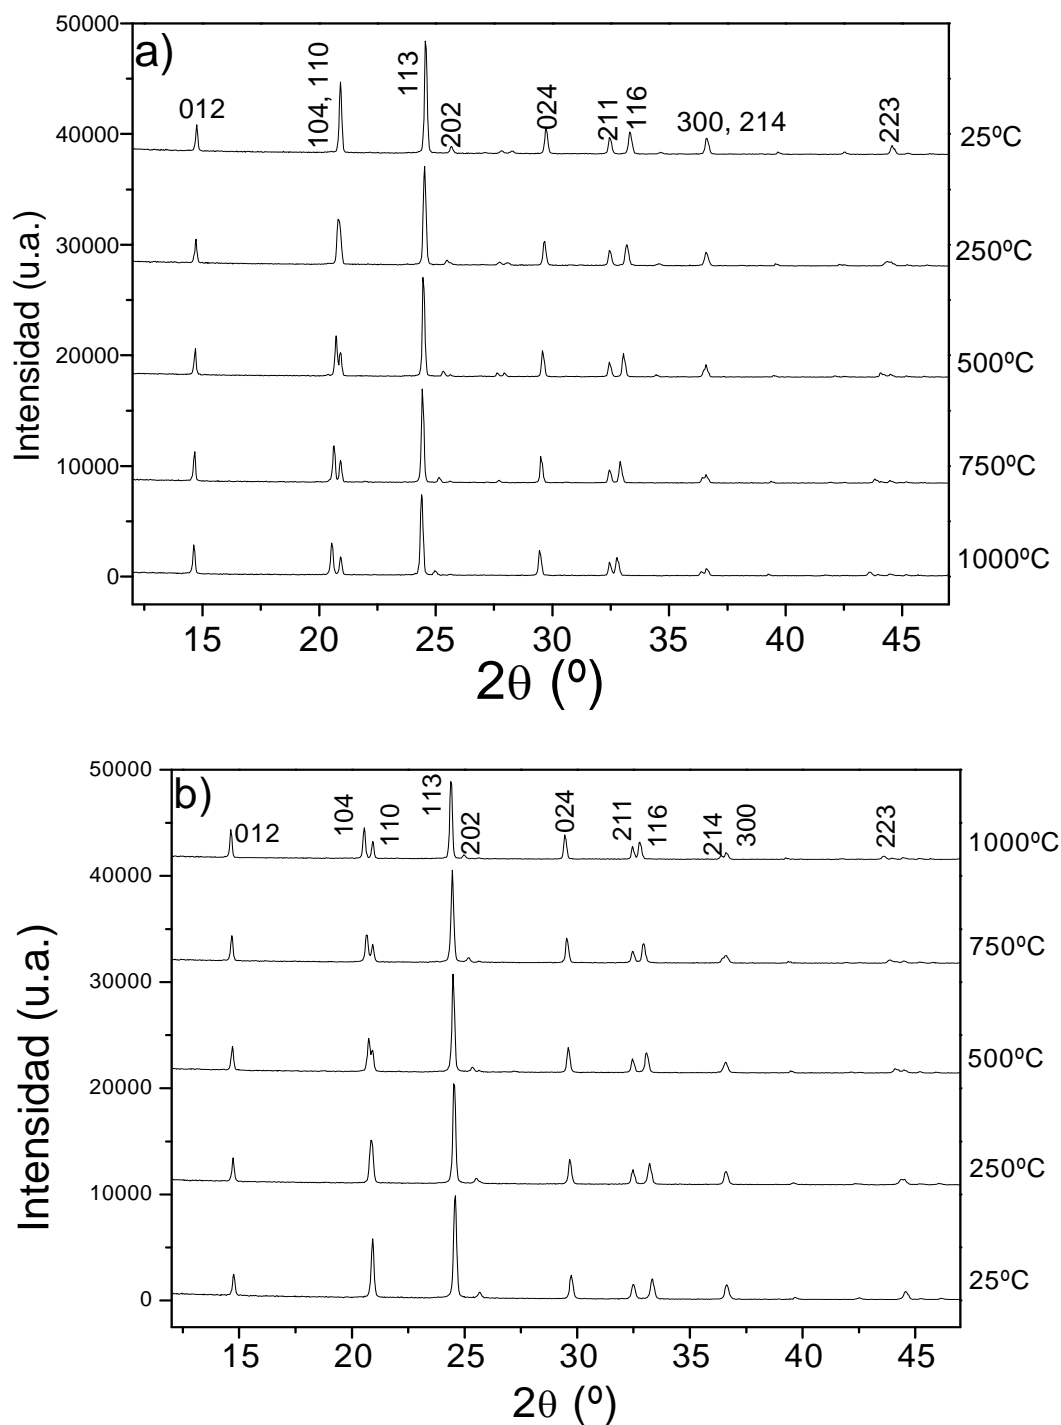 a)
50000
40000
30000
20000
10000
0
Intensidad (u.a.)
012
104, 110
113
202
024
211
116
300, 214
223
25ºC
250ºC
500ºC
750ºC
1000ºC
15 20 25 30 35 40 45
2θ (º)
b)
50000
40000
30000
20000
10000
0
Intensidad (u.a.)
012
104
110
113
202
024
211
116
214
300
223
1000ºC
750ºC
500ºC
250ºC
25ºC
15 20 25 30 35 40 45
2θ (º)